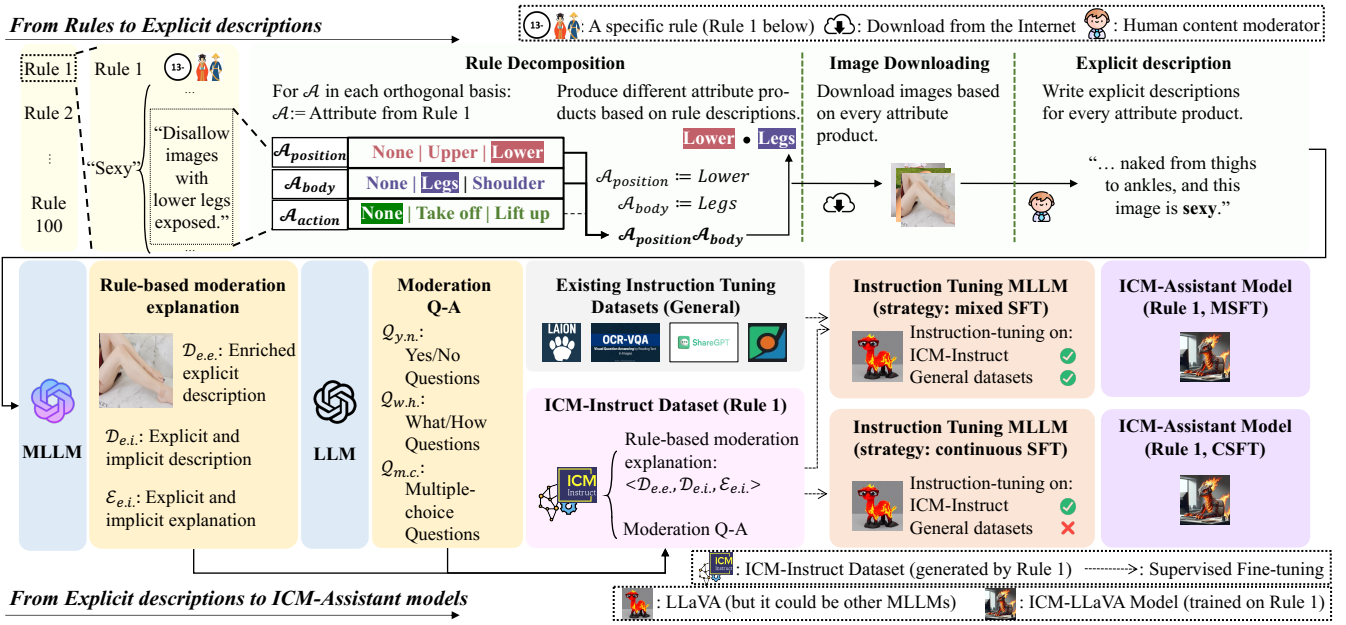 From Rules to Explicit descriptions
13- : A specific rule (Rule 1 below) : Download from the Internet : Human content moderator
Rule 1
Rule 2
⋮
Rule
100
Rule 1 13-
...
“Sexy”
“Disallow
images
with
lower legs
exposed.”
...
Rule Decomposition
For 𝒜 in each orthogonal basis:
𝒜:= Attribute from Rule 1
𝒜position None | Upper | Lower
𝒜body None | Legs | Shoulder
𝒜action None | Take off | Lift up
Produce different attribute pro-
ducts based on rule descriptions.
Lower • Legs
𝒜position ≔ Lower
𝒜body ≔ Legs
𝒜position𝒜body
Image Downloading
Download images based
on every attribute
product.
Explicit description
Write explicit descriptions
for every attribute product.
“… naked from thighs
to ankles, and this
image is sexy.”
MLLM
Rule-based moderation
explanation
𝒟e.e.: Enriched
explicit
description
𝒟e.i.: Explicit and
implicit description
ℰe.i.: Explicit and
implicit explanation
LLM
Moderation
Q-A
𝒬y.n.:
Yes/No
Questions
𝒬w.h.:
What/How
Questions
𝒬m.c.:
Multiple-
choice
Questions
Existing Instruction Tuning
Datasets (General)
LAION
OCR-VQA
ShareGPT
ICM-Instruct Dataset (Rule 1)
ICM
Instruct
Rule-based moderation
explanation:
<𝒟e.e., 𝒟e.i., ℰe.i.>
Moderation Q-A
Instruction Tuning MLLM
(strategy: mixed SFT)
Instruction-tuning on:
ICM-Instruct
General datasets
ICM-Assistant Model
(Rule 1, MSFT)
Instruction Tuning MLLM
(strategy: continuous SFT)
Instruction-tuning on:
ICM-Instruct
General datasets
ICM-Assistant Model
(Rule 1, CSFT)
ICM
Instruct
: ICM-Instruct Dataset (generated by Rule 1) : Supervised Fine-tuning
From Explicit descriptions to ICM-Assistant models
: LLaVA (but it could be other MLLMs) : ICM-LLaVA Model (trained on Rule 1)